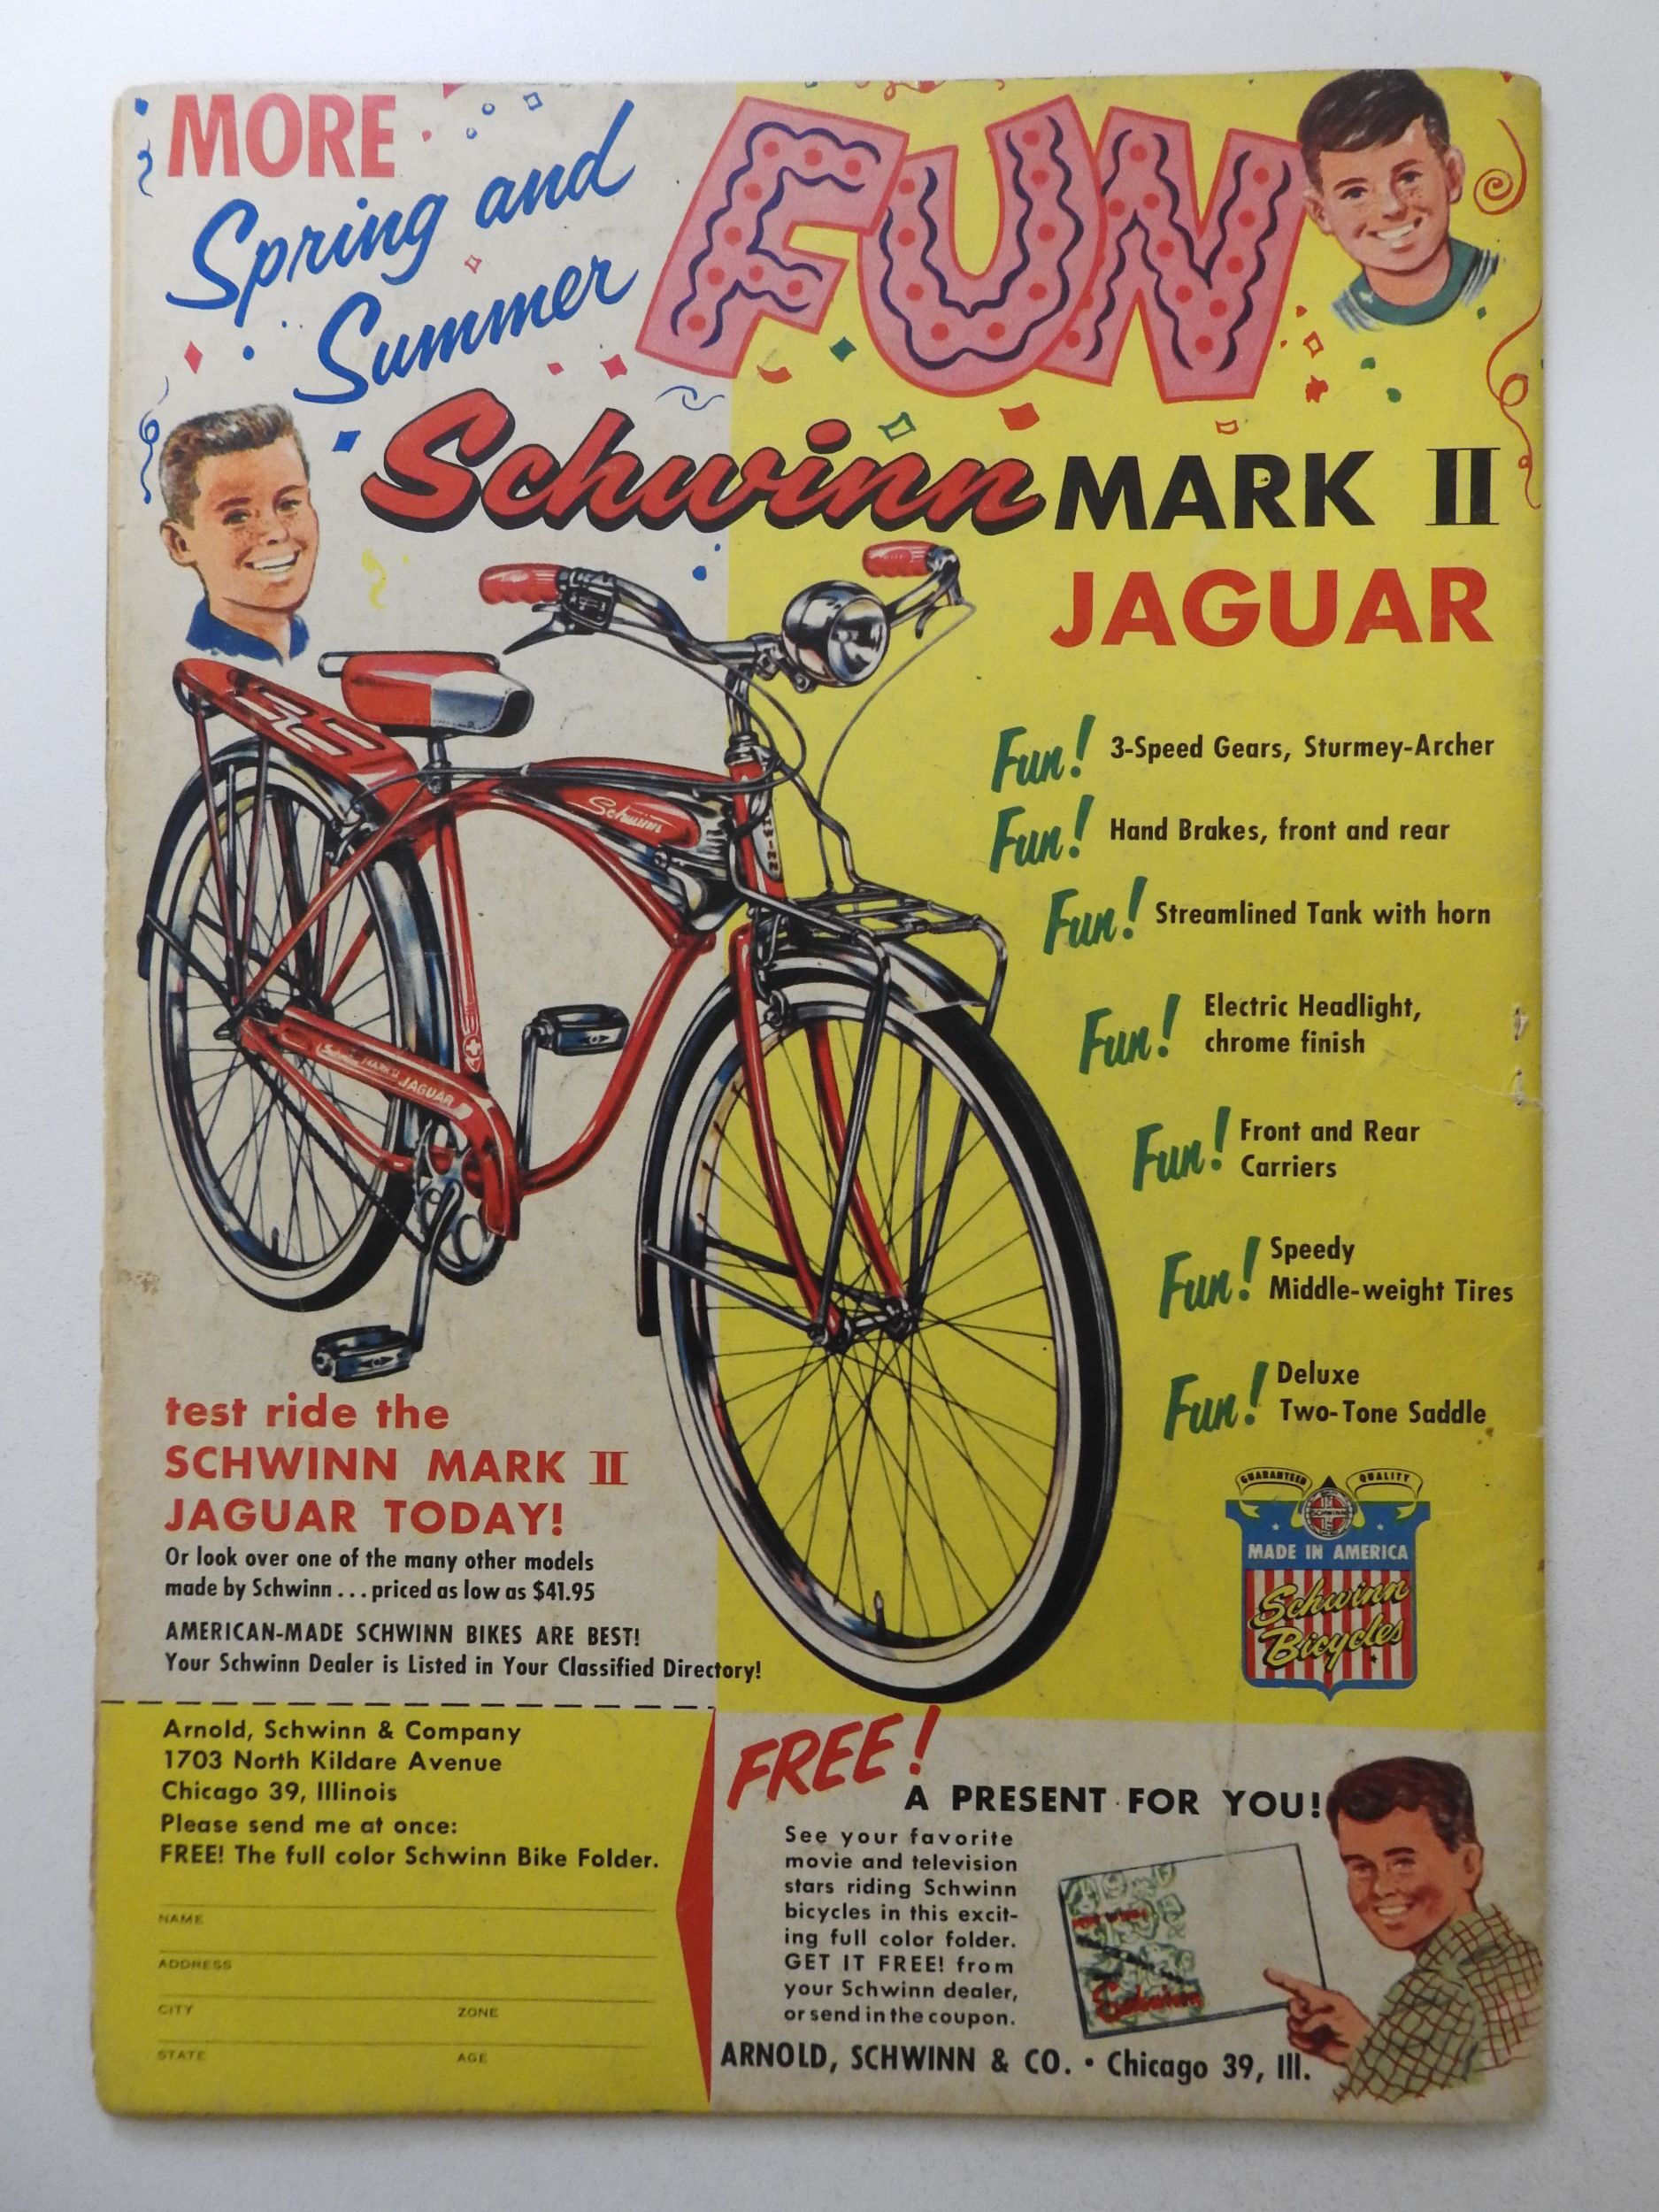 MORE
Spring and
Summer
FUN
Schwinn MARK II
JAGUAR
Fun! 3-Speed Gears, Sturmey-Archer
Fun! Hand Brakes, front and rear
Fun! Streamlined Tank with horn
Fun! Electric Headlight,
chrome finish
Fun! Front and Rear
Carriers
Fun! Speedy
Middle-weight Tires
Fun! Deluxe
Two-Tone Saddle
Schwinn
MARK II JAGUAR
GUARANTEED QUALITY
SCHWINN
MADE IN AMERICA
Schwinn
Bicycles
test ride the
SCHWINN MARK II
JAGUAR TODAY!
Or look over one of the many other models
made by Schwinn . . . priced as low as $41.95
AMERICAN-MADE SCHWINN BIKES ARE BEST!
Your Schwinn Dealer is Listed in Your Classified Directory!
Arnold, Schwinn & Company
1703 North Kildare Avenue
Chicago 39, Illinois
Please send me at once:
FREE! The full color Schwinn Bike Folder.
NAME
ADDRESS
CITY ZONE
STATE AGE
FREE!
A PRESENT FOR YOU!
See your favorite
movie and television
stars riding Schwinn
bicycles in this excit-
ing full color folder.
GET IT FREE! from
your Schwinn dealer,
or send in the coupon.
ARNOLD, SCHWINN & CO. • Chicago 39, Ill.